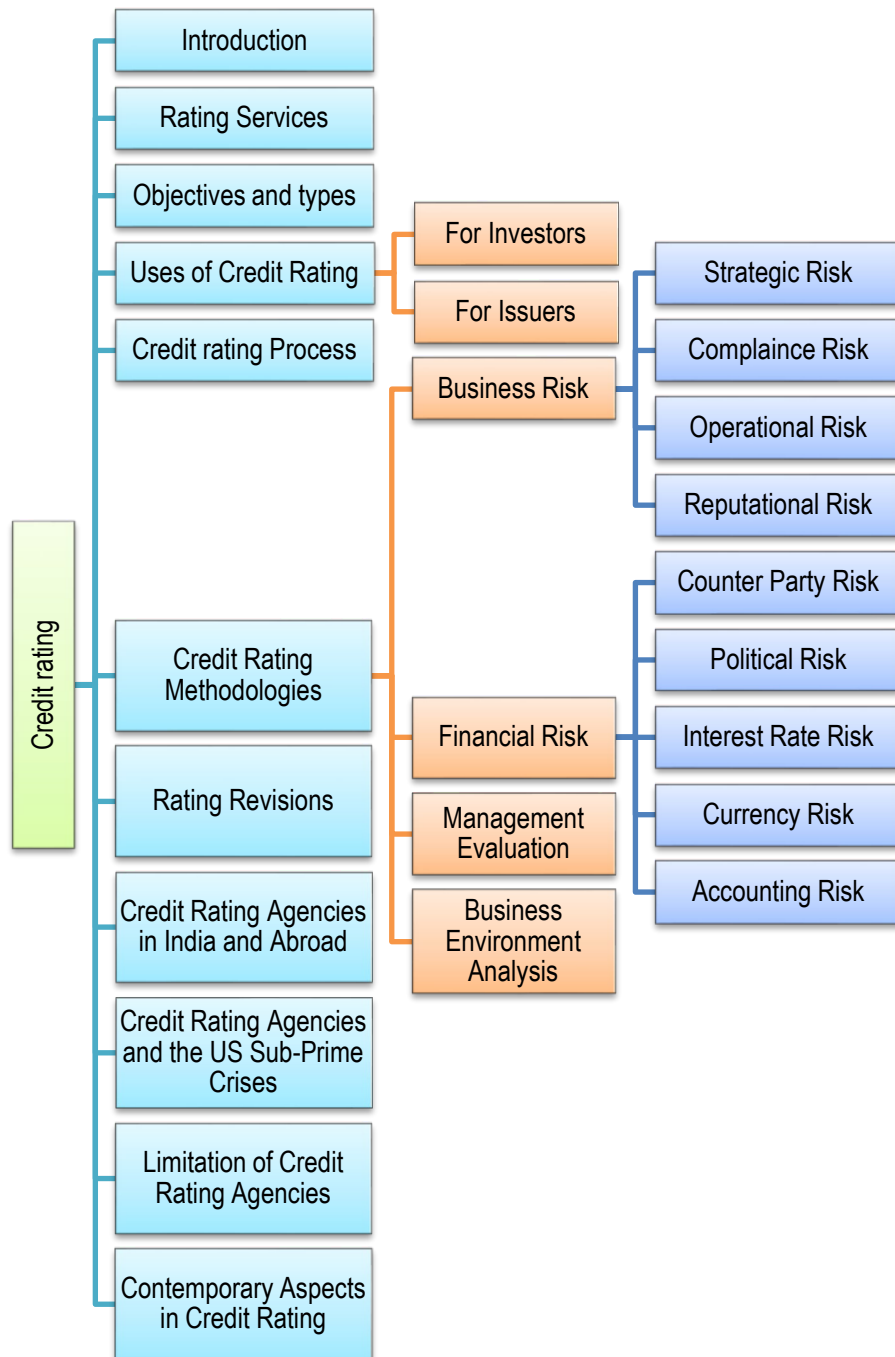 Credit rating
Introduction
Rating Services
Objectives and types
Uses of Credit Rating
For Investors
For Issuers
Credit rating Process
Credit Rating
Methodologies
Business Risk
Strategic Risk
Complaince Risk
Operational Risk
Reputational Risk
Financial Risk
Counter Party Risk
Political Risk
Interest Rate Risk
Currency Risk
Accounting Risk
Management
Evaluation
Business
Environment
Analysis
Rating Revisions
Credit Rating Agencies
in India and Abroad
Credit Rating Agencies
and the US Sub-Prime
Crises
Limitation of Credit
Rating Agencies
Contemporary Aspects
in Credit Rating